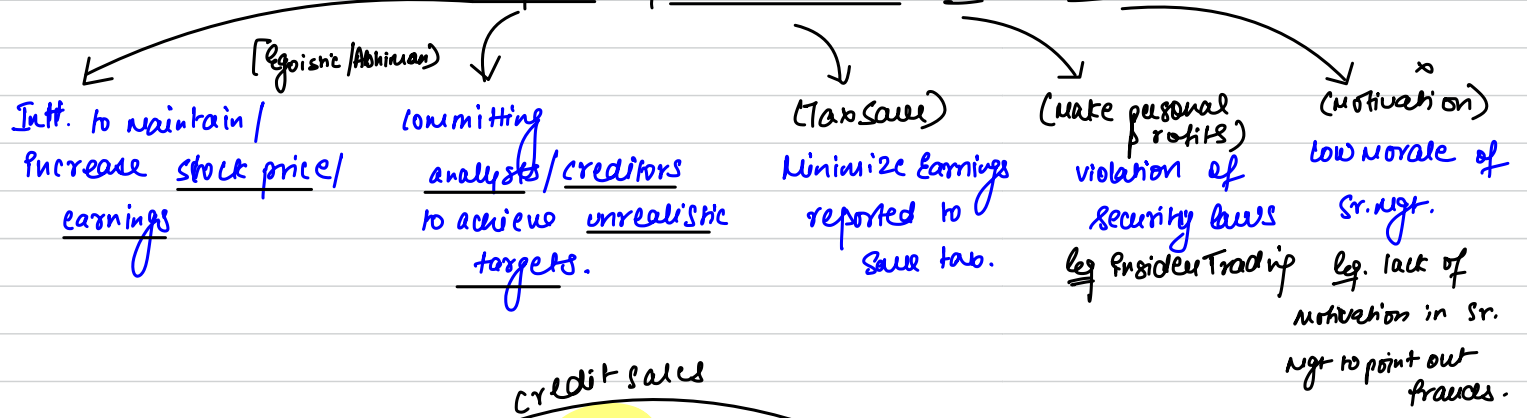 [Egoistic/Abhiman)
Intt. to maintain/
Increase stock price/
earnings
committing
analysts/creditors
to achieve unrealistic
targets.
(Tax Save)
Minimize Earnings
reported to
Save tax.
(Make personal
profits)
violation of
security laws
eg Insider Trading
(Motivation)
Low Morale of
Sr. Mgt.
eg. lack of
Motivation in Sr.
Mgt to point out
frauds.
credit sales